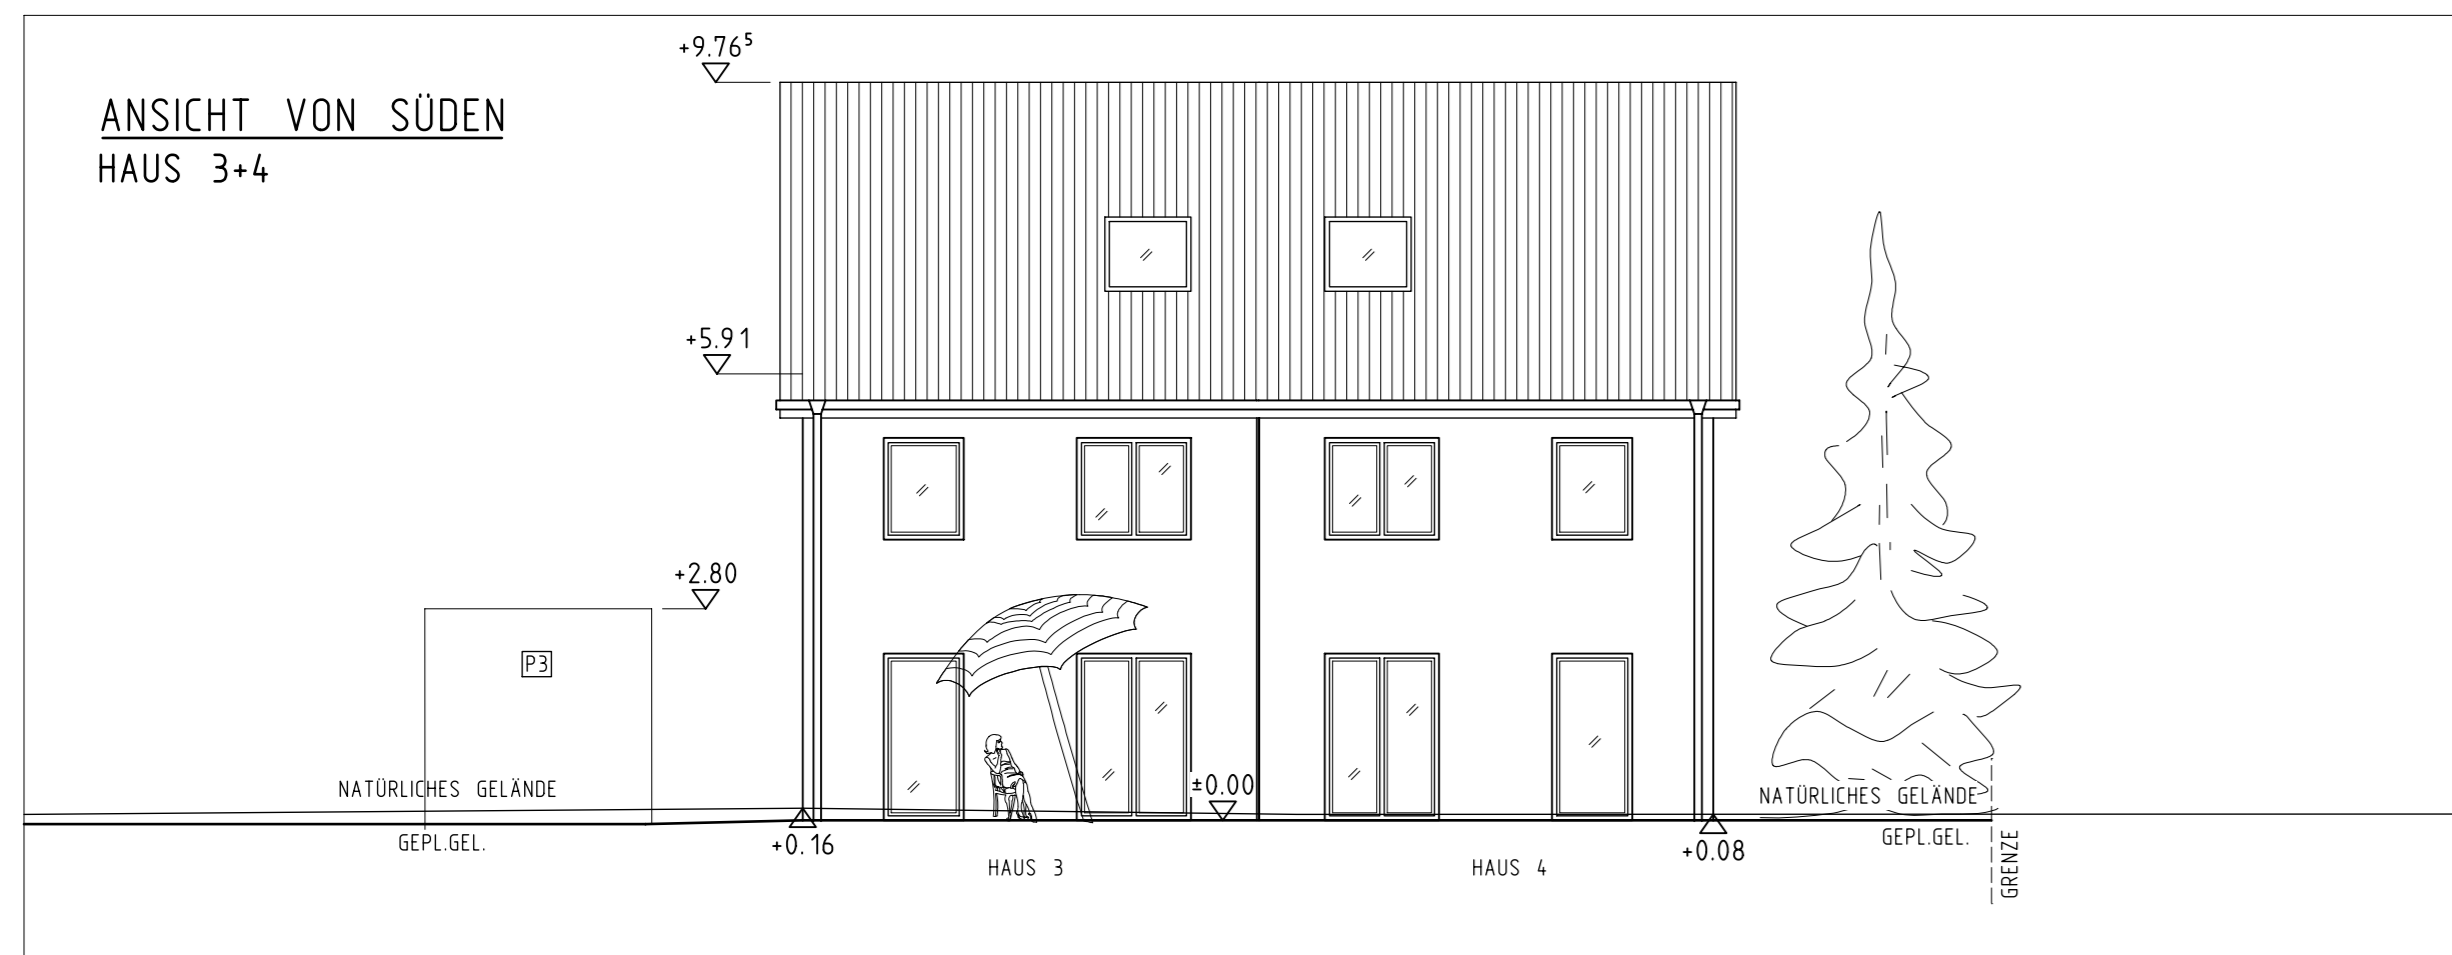 +9.76⁵
ANSICHT VON SÜDEN
HAUS 3+4
+5.91
+2.80
P3
±0.00
NATÜRLICHES GELÄNDE
NATÜRLICHES GELÄNDE
GEPL.GEL.
+0.16
+0.08
GEPL.GEL.
GRENZE
HAUS 3
HAUS 4